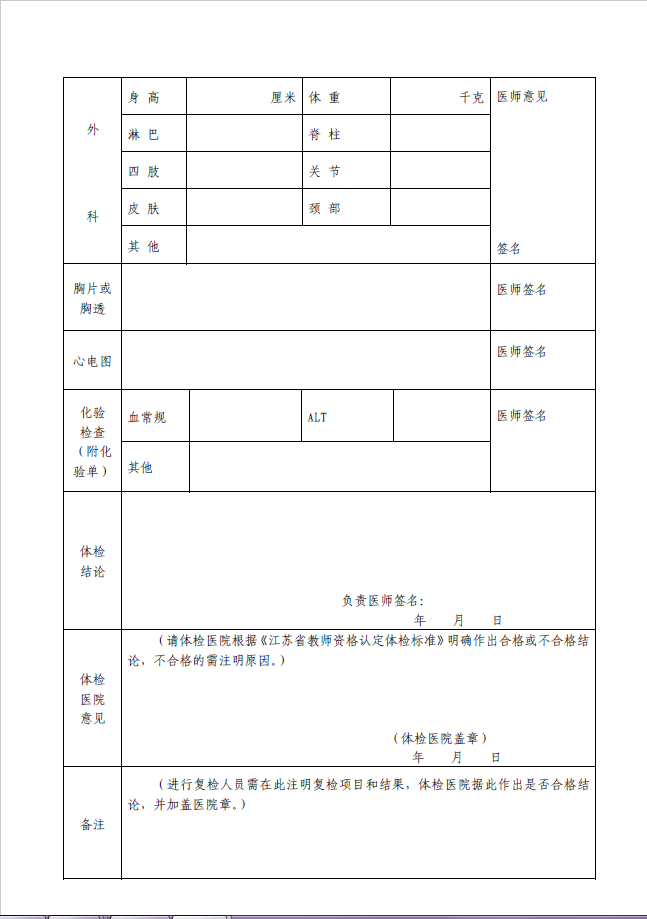 外
科
身 高
厘米
体 重
千克
医师意见
淋 巴
脊 柱
四 肢
关 节
皮 肤
颈 部
其 他
签名
胸片或
胸透
医师签名
心电图
医师签名
化验
检查
（附化
验单）
血常规
ALT
医师签名
其他
体检
结论
负责医师签名：
年 月 日
体检
医院
意见
（请体检医院根据《江苏省教师资格认定体检标准》明确作出合格或不合格结
论，不合格的需注明原因。）
（体检医院盖章）
年 月 日
备注
（进行复检人员需在此注明复检项目和结果，体检医院据此作出是否合格结
论，并加盖医院章。）